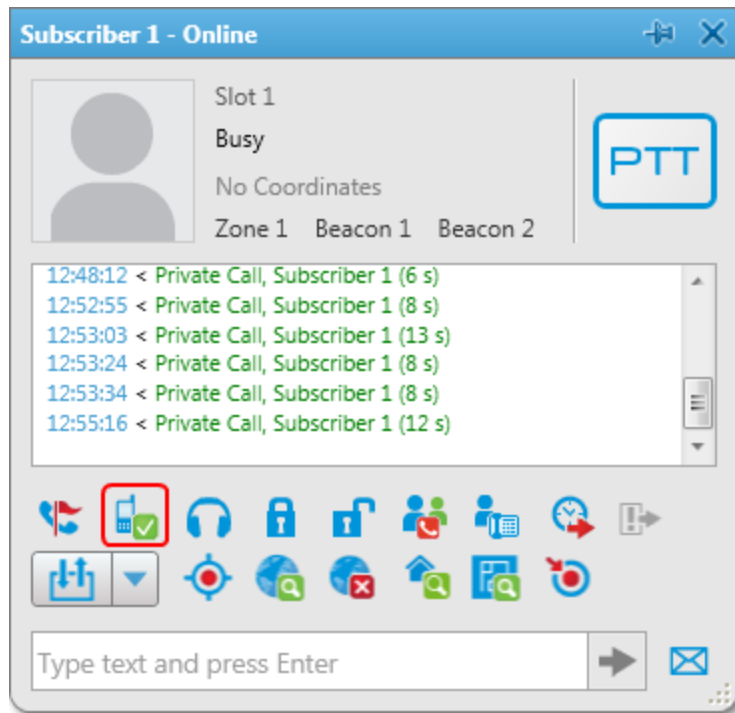 Subscriber 1 - Online
Slot 1
Busy
No Coordinates
Zone 1 Beacon 1 Beacon 2
PTT
12:48:12 < Private Call, Subscriber 1 (6 s)
12:52:55 < Private Call, Subscriber 1 (8 s)
12:53:03 < Private Call, Subscriber 1 (13 s)
12:53:24 < Private Call, Subscriber 1 (8 s)
12:53:34 < Private Call, Subscriber 1 (8 s)
12:55:16 < Private Call, Subscriber 1 (12 s)
Type text and press Enter